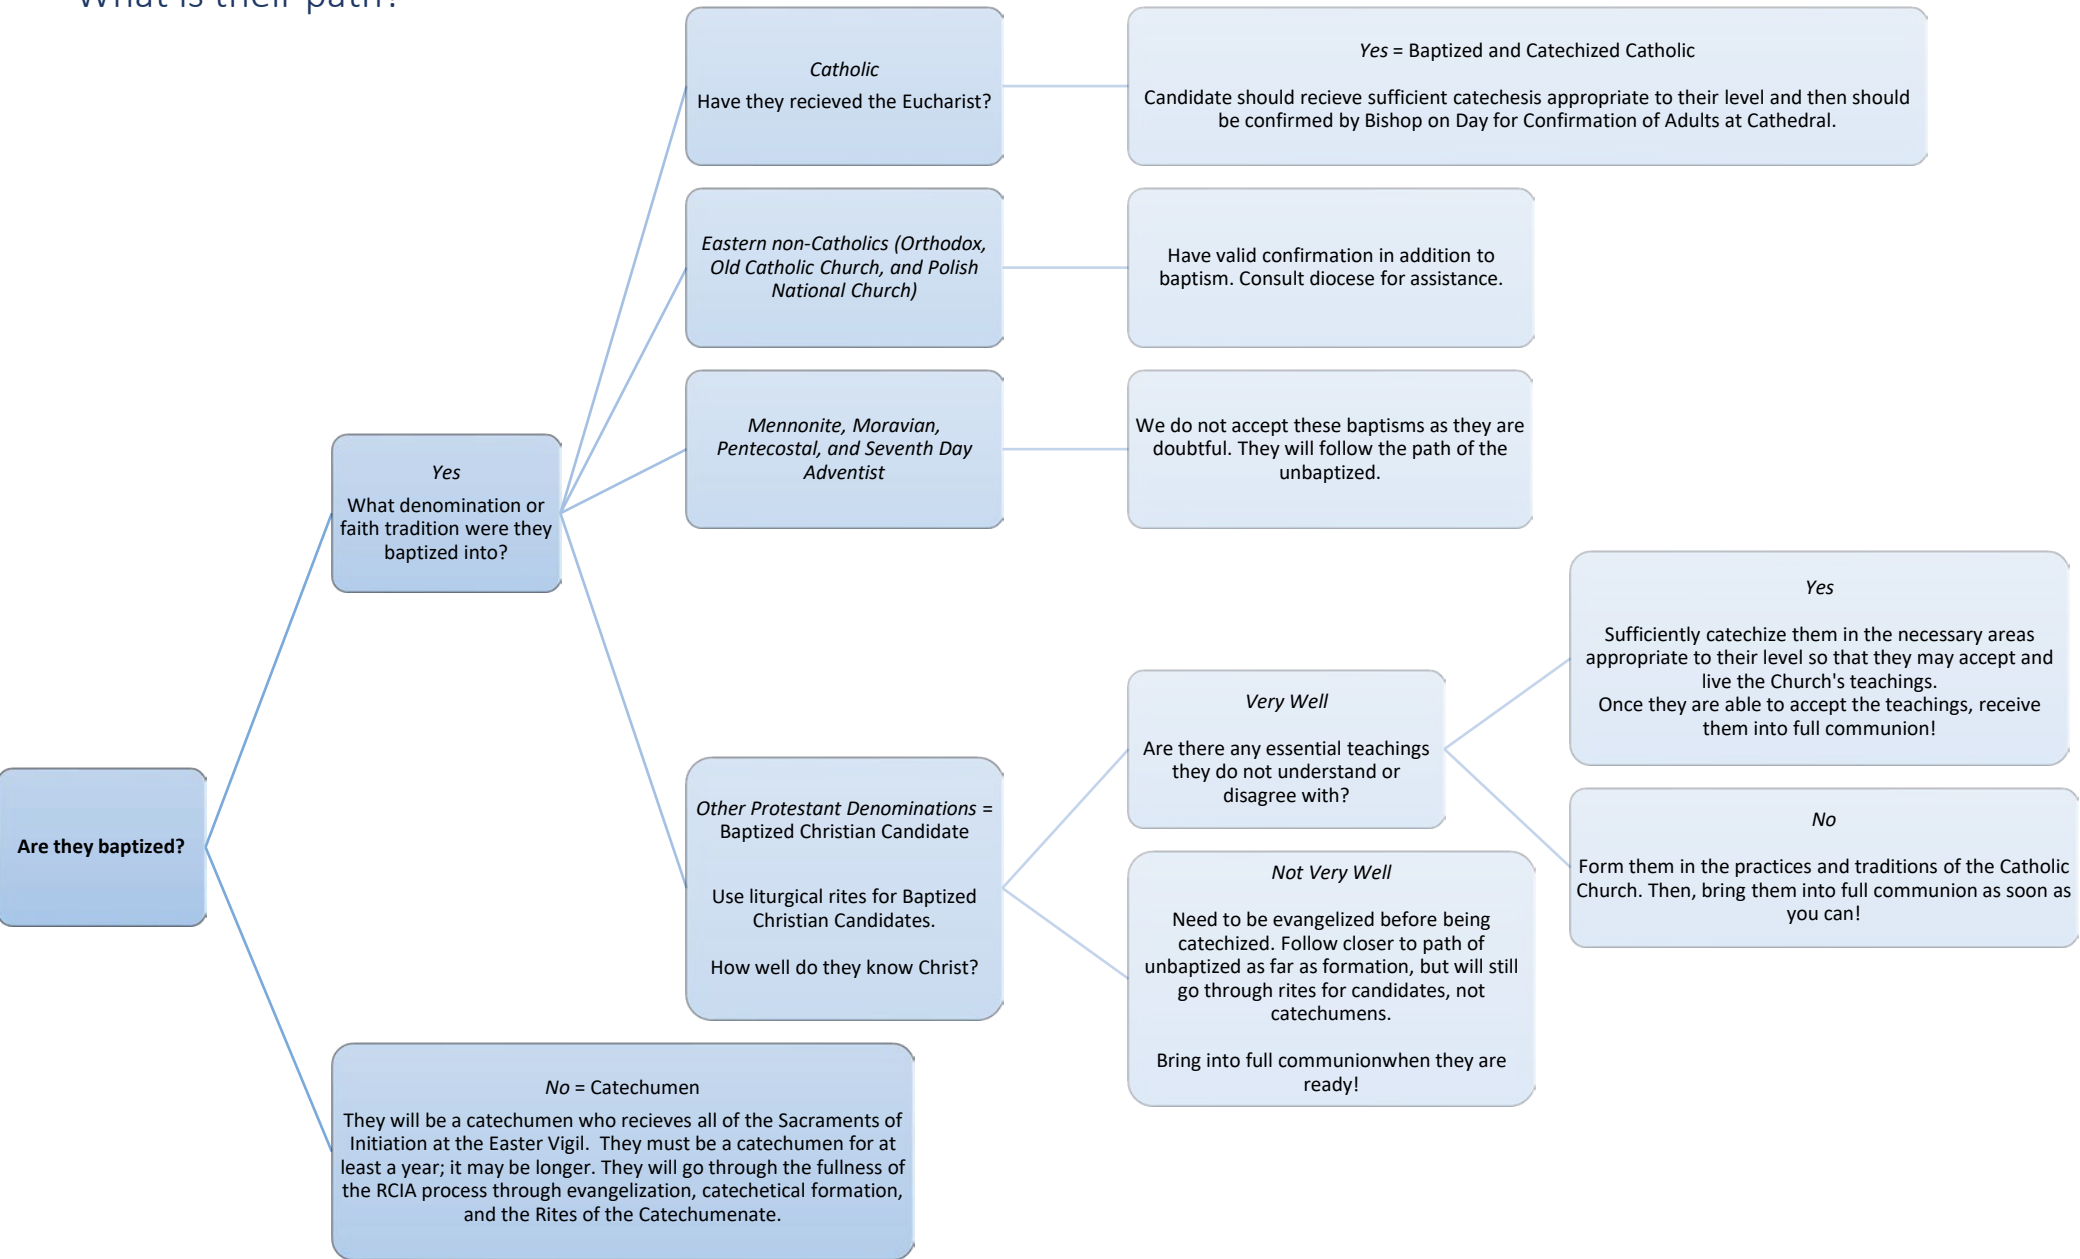 What is their path?
Catholic
Have they recieved the Eucharist?
Yes = Baptized and Catechized Catholic
Candidate should recieve sufficient catechesis appropriate to their level and then should
be confirmed by Bishop on Day for Confirmation of Adults at Cathedral.
Eastern non-Catholics (Orthodox,
Old Catholic Church, and Polish
National Church)
Have valid confirmation in addition to
baptism. Consult diocese for assistance.
Mennonite, Moravian,
Pentecostal, and Seventh Day
Adventist
We do not accept these baptisms as they are
doubtful. They will follow the path of the
unbaptized.
Yes
What denomination or
faith tradition were they
baptized into?
Yes
Sufficiently catechize them in the necessary areas
appropriate to their level so that they may accept and
live the Church's teachings.
Once they are able to accept the teachings, receive
them into full communion!
Very Well
Are there any essential teachings
they do not understand or
disagree with?
Are they baptized?
Other Protestant Denominations =
Baptized Christian Candidate
Use liturgical rites for Baptized
Christian Candidates.
How well do they know Christ?
No
Form them in the practices and traditions of the Catholic
Church. Then, bring them into full communion as soon as
you can!
Not Very Well
Need to be evangelized before being
catechized. Follow closer to path of
unbaptized as far as formation, but will still
go through rites for candidates, not
catechumens.
Bring into full communionwhen they are
ready!
No = Catechumen
They will be a catechumen who recieves all of the Sacraments of
Initiation at the Easter Vigil.  They must be a catechumen for at
least a year; it may be longer. They will go through the fullness of
the RCIA process through evangelization, catechetical formation,
and the Rites of the Catechumenate.